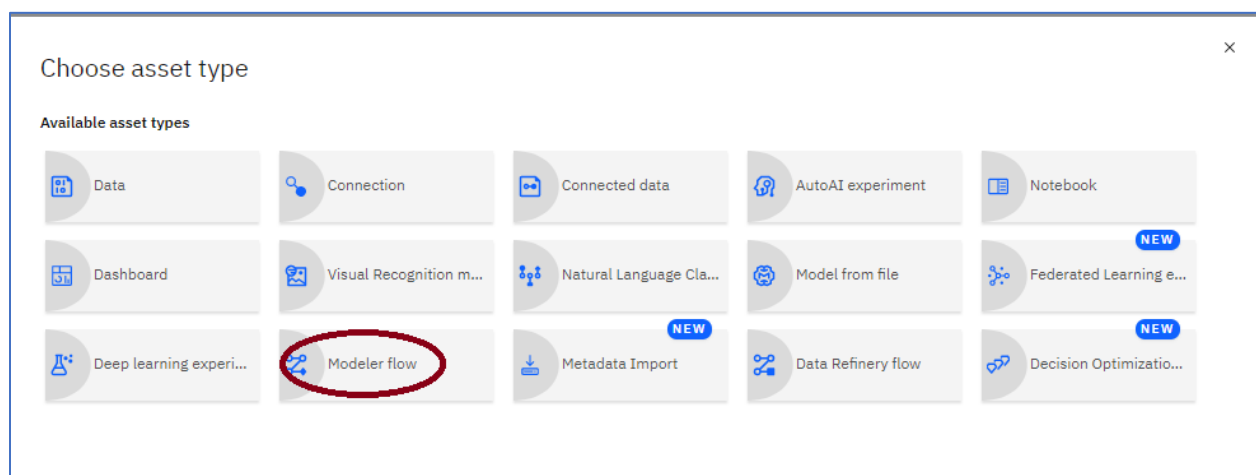 Choose asset type
Available asset types
Data
Connection
Connected data
AutoAI experiment
Notebook
NEW
Dashboard
Visual Recognition m...
Natural Language Cla...
Model from file
Federated Learning e...
NEW
NEW
Deep learning experi...
Modeler flow
Metadata Import
Data Refinery flow
Decision Optimizatio...